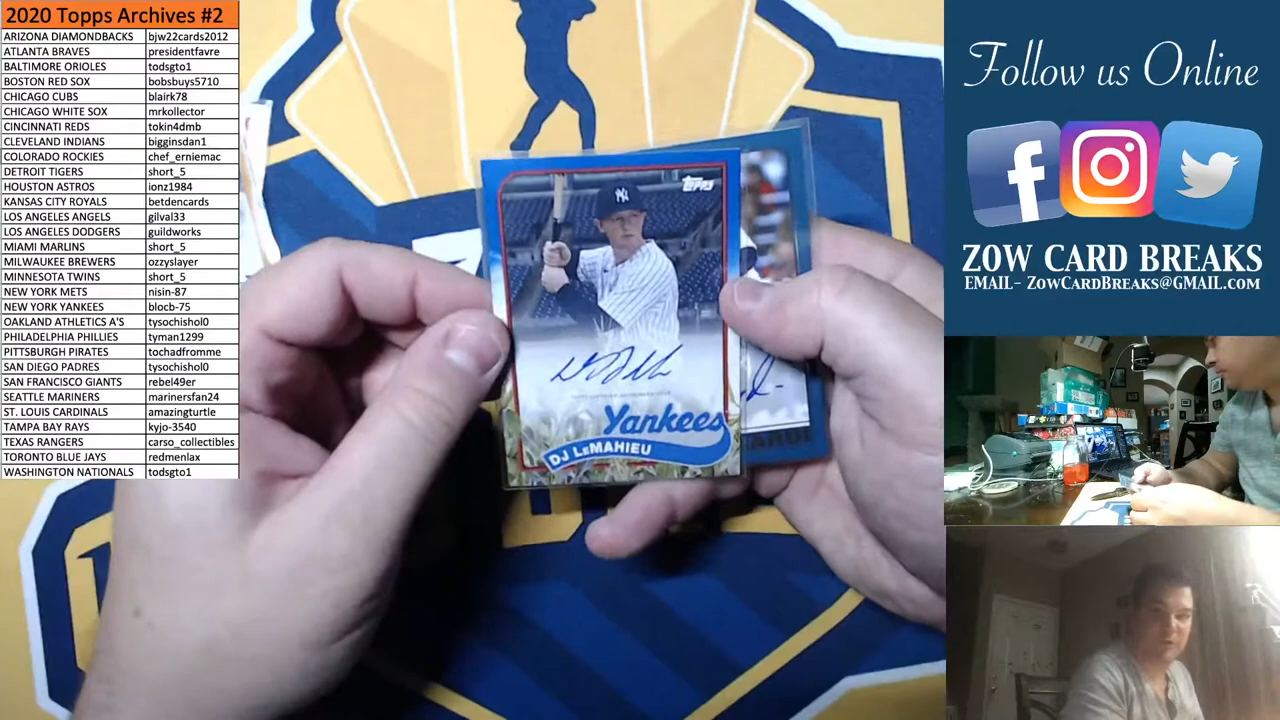 2020 Topps Archives #2
ARIZONA DIAMONDBACKS bjw22cards2012
ATLANTA BRAVES presidentfavre
BALTIMORE ORIOLES todsgto1
BOSTON RED SOX bobsbuys5710
CHICAGO CUBS blairk78
CHICAGO WHITE SOX mrkollector
CINCINNATI REDS tokin4dmb
CLEVELAND INDIANS bigginsdan1
COLORADO ROCKIES chef_erniemac
DETROIT TIGERS short_5
HOUSTON ASTROS ionz1984
KANSAS CITY ROYALS betdencards
LOS ANGELES ANGELS gilval33
LOS ANGELES DODGERS guildworks
MIAMI MARLINS short_5
MILWAUKEE BREWERS ozzyslayer
MINNESOTA TWINS short_5
NEW YORK METS nisin-87
NEW YORK YANKEES blocb-75
OAKLAND ATHLETICS A'S tysochishol0
PHILADELPHIA PHILLIES tyman1299
PITTSBURGH PIRATES tochadfromme
SAN DIEGO PADRES tysochishol0
SAN FRANCISCO GIANTS rebel49er
SEATTLE MARINERS marinersfan24
ST. LOUIS CARDINALS amazingturtle
TAMPA BAY RAYS kyjo-3540
TEXAS RANGERS carso_collectibles
TORONTO BLUE JAYS redmenlax
WASHINGTON NATIONALS todsgto1
Topps
NY
Yankees
DJ LeMAHIEU
Follow us Online
ZOW CARD BREAKS
EMAIL- ZowCardBreaks@GMAIL.com